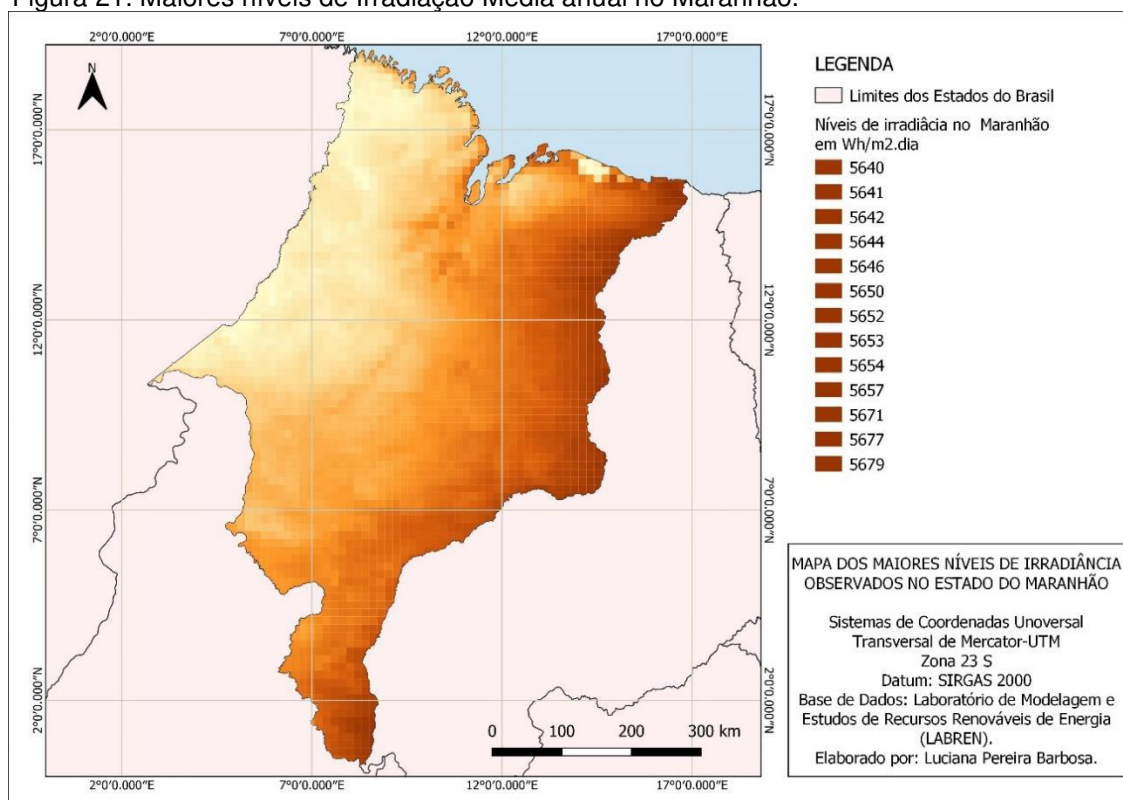 Figura 21: Maiores níveis de Irradiação Média anual no Maranhão.
2°0'0.000"E 7°0'0.000"E 12°0'0.000"E 17°0'0.000"E
N
17°0'0.000"N
12°0'0.000"N
7°0'0.000"N
2°0'0.000"N
17°0'0.000"N
12°0'0.000"N
7°0'0.000"N
2°0'0.000"N
0 100 200 300 km
2°0'0.000"E 7°0'0.000"E 12°0'0.000"E 17°0'0.000"E
LEGENDA
Limites dos Estados do Brasil
Níveis de irradiâcia no Maranhão
em Wh/m2.dia
5640
5641
5642
5644
5646
5650
5652
5653
5654
5657
5671
5677
5679
MAPA DOS MAIORES NÍVEIS DE IRRADIÂNCIA
OBSERVADOS NO ESTADO DO MARANHÃO
Sistemas de Coordenadas Unoversal
Transversal de Mercator-UTM
Zona 23 S
Datum: SIRGAS 2000
Base de Dados: Laboratório de Modelagem e
Estudos de Recursos Renováveis de Energia
(LABREN).
Elaborado por: Luciana Pereira Barbosa.